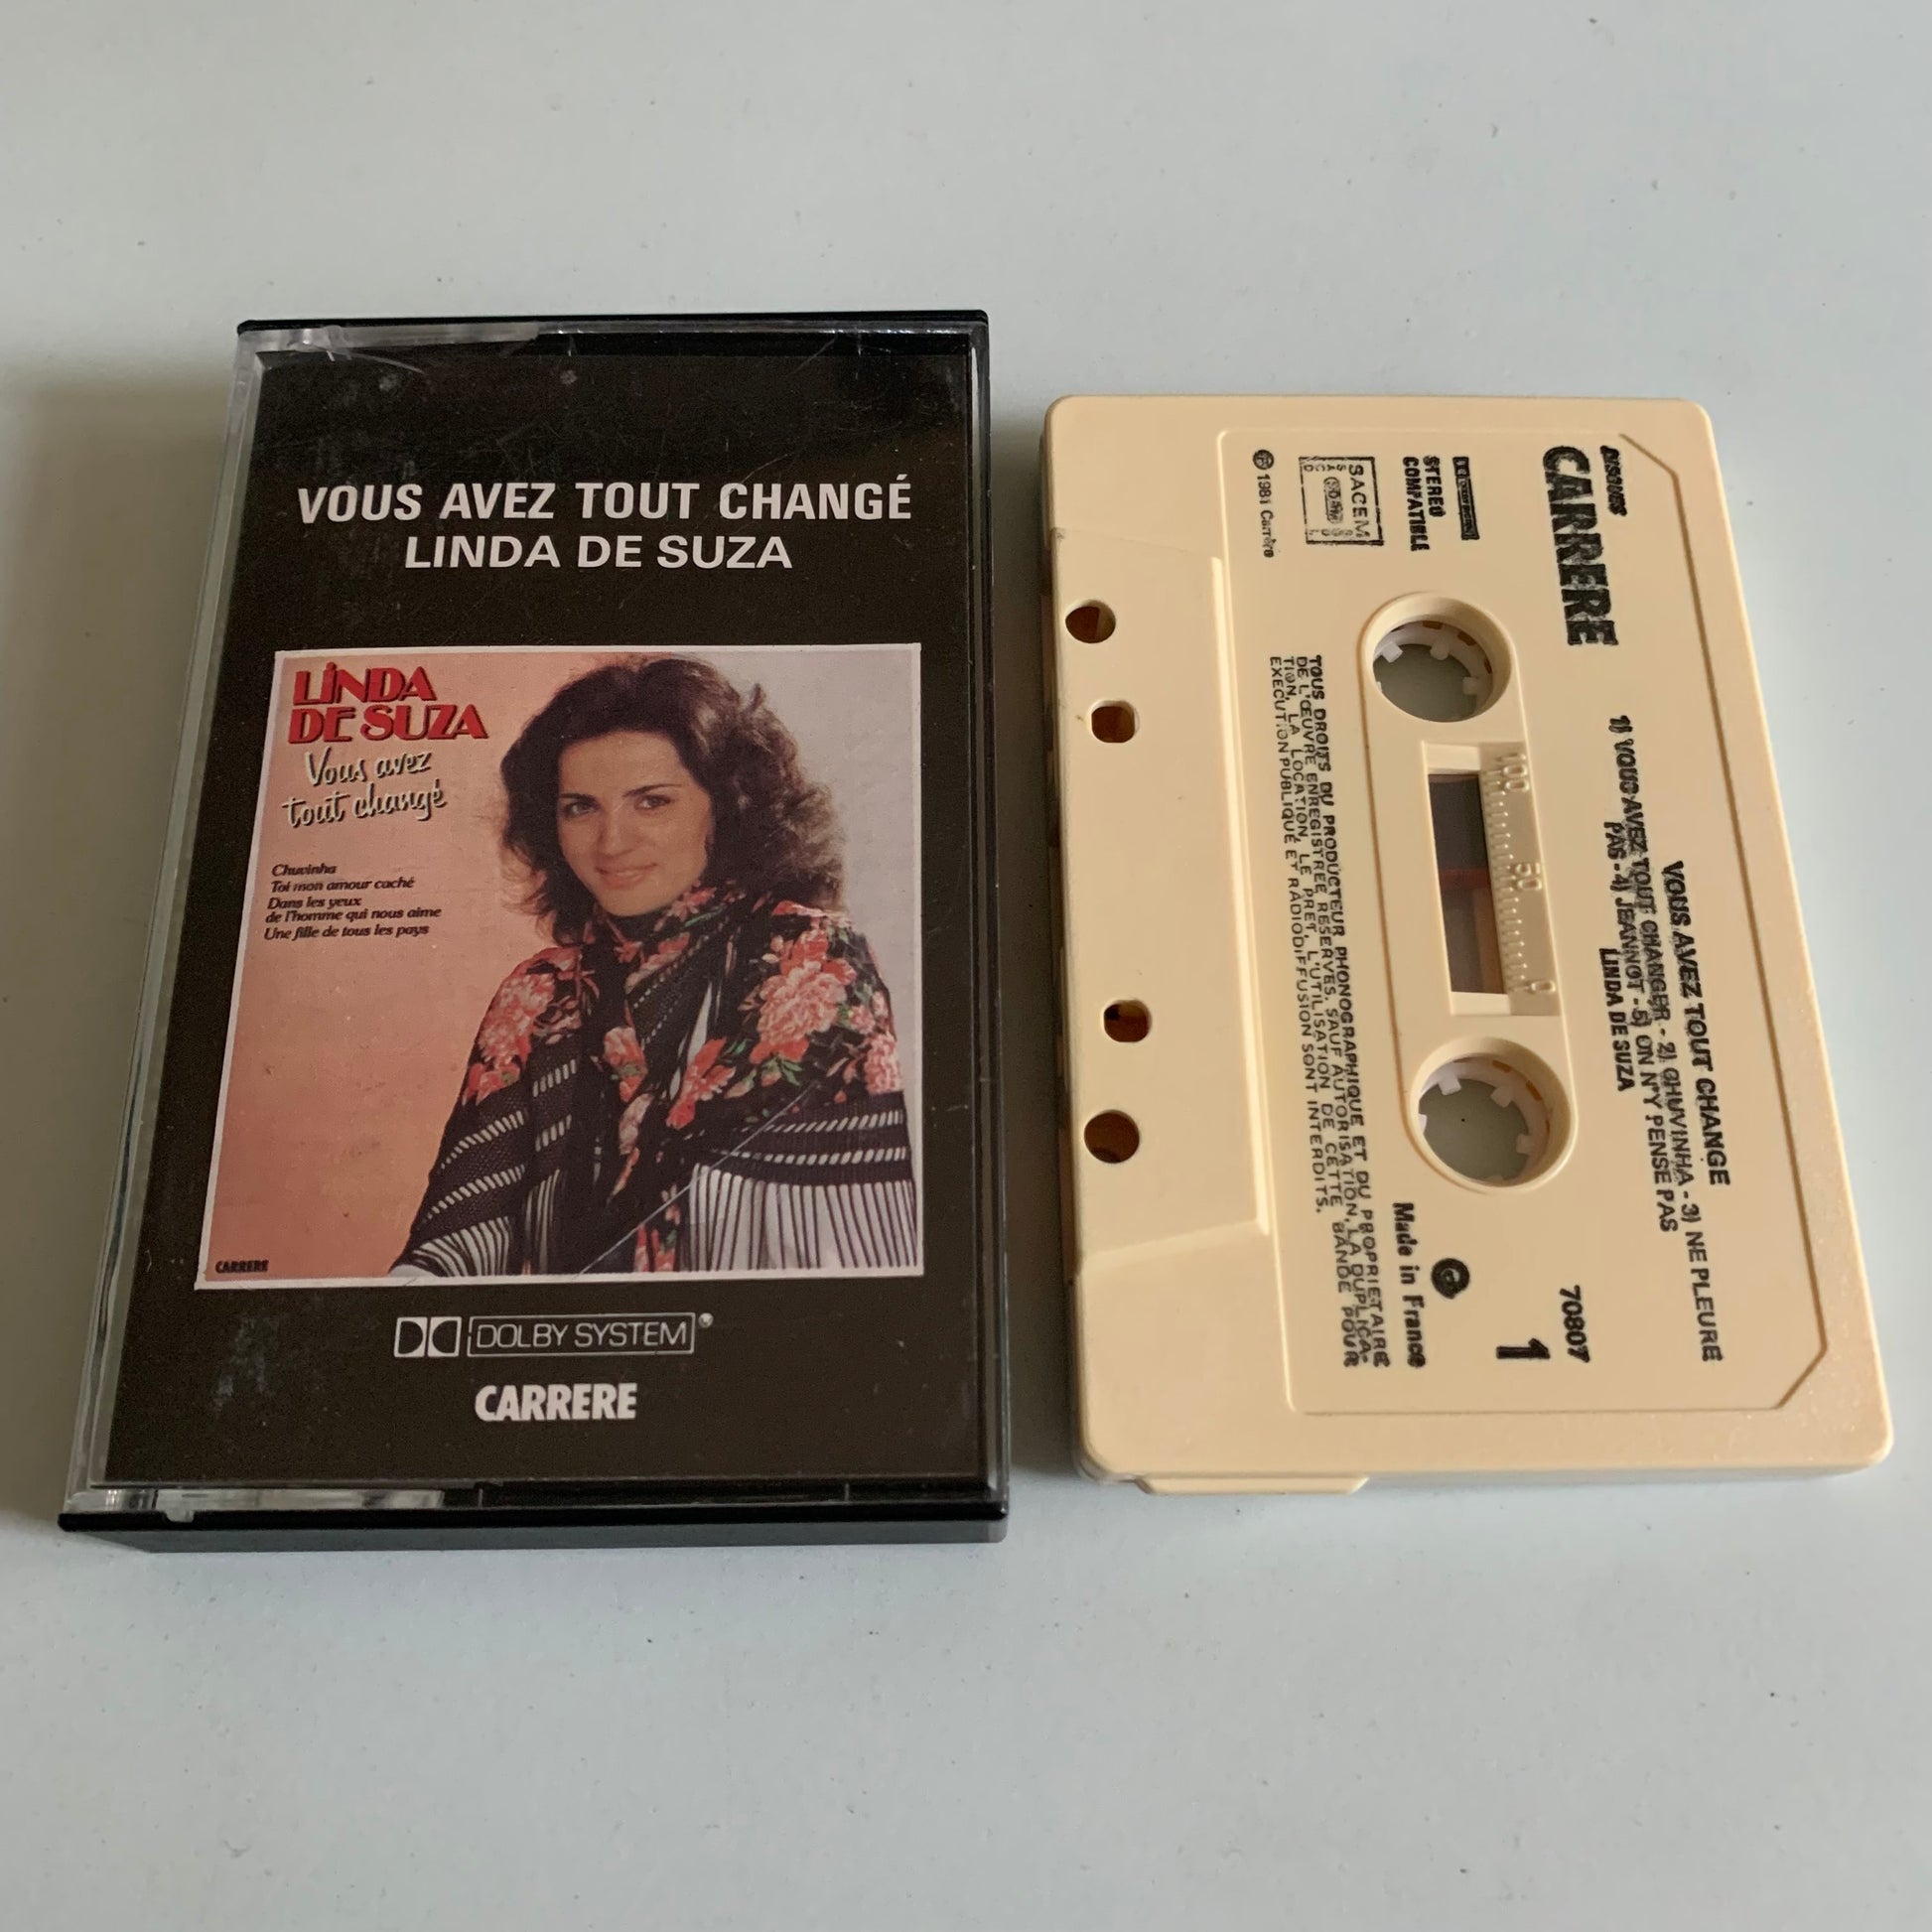 VOUS AVEZ TOUT CHANGÉ
LINDA DE SUZA
LINDA
DE SUZA
Vous avez
tout changé
Chuvinha
Toi mon amour caché
Dans les yeux
de l'homme qui nous aime
Une fille de tous les pays
CARRERE
DOLBY SYSTEM®
CARRERE
DISQUES
CARRERE
VOUS AVEZ TOUT CHANGE
1) VOUS AVEZ TOUT CHANGER - 2) CHUVINHA - 3) NE PLEURE
PAS - 4) JEANNOT - 5) ON N'Y PENSE PAS
LINDA DE SUZA
70807
1
STEREO
COMPATIBLE
SACEM
℗ 1981 Carrère
Made in France
TOUS DROITS DU PRODUCTEUR PHONOGRAPHIQUE ET DU PROPRIETAIRE
DE L'ŒUVRE ENREGISTREE RESERVES. SAUF AUTORISATION, LA DUPLICA-
TION, LA LOCATION, LE PRET, L'UTILISATION DE CETTE BANDE POUR
EXECUTION PUBLIQUE ET RADIODIFFUSION SONT INTERDITS.
100
50
0